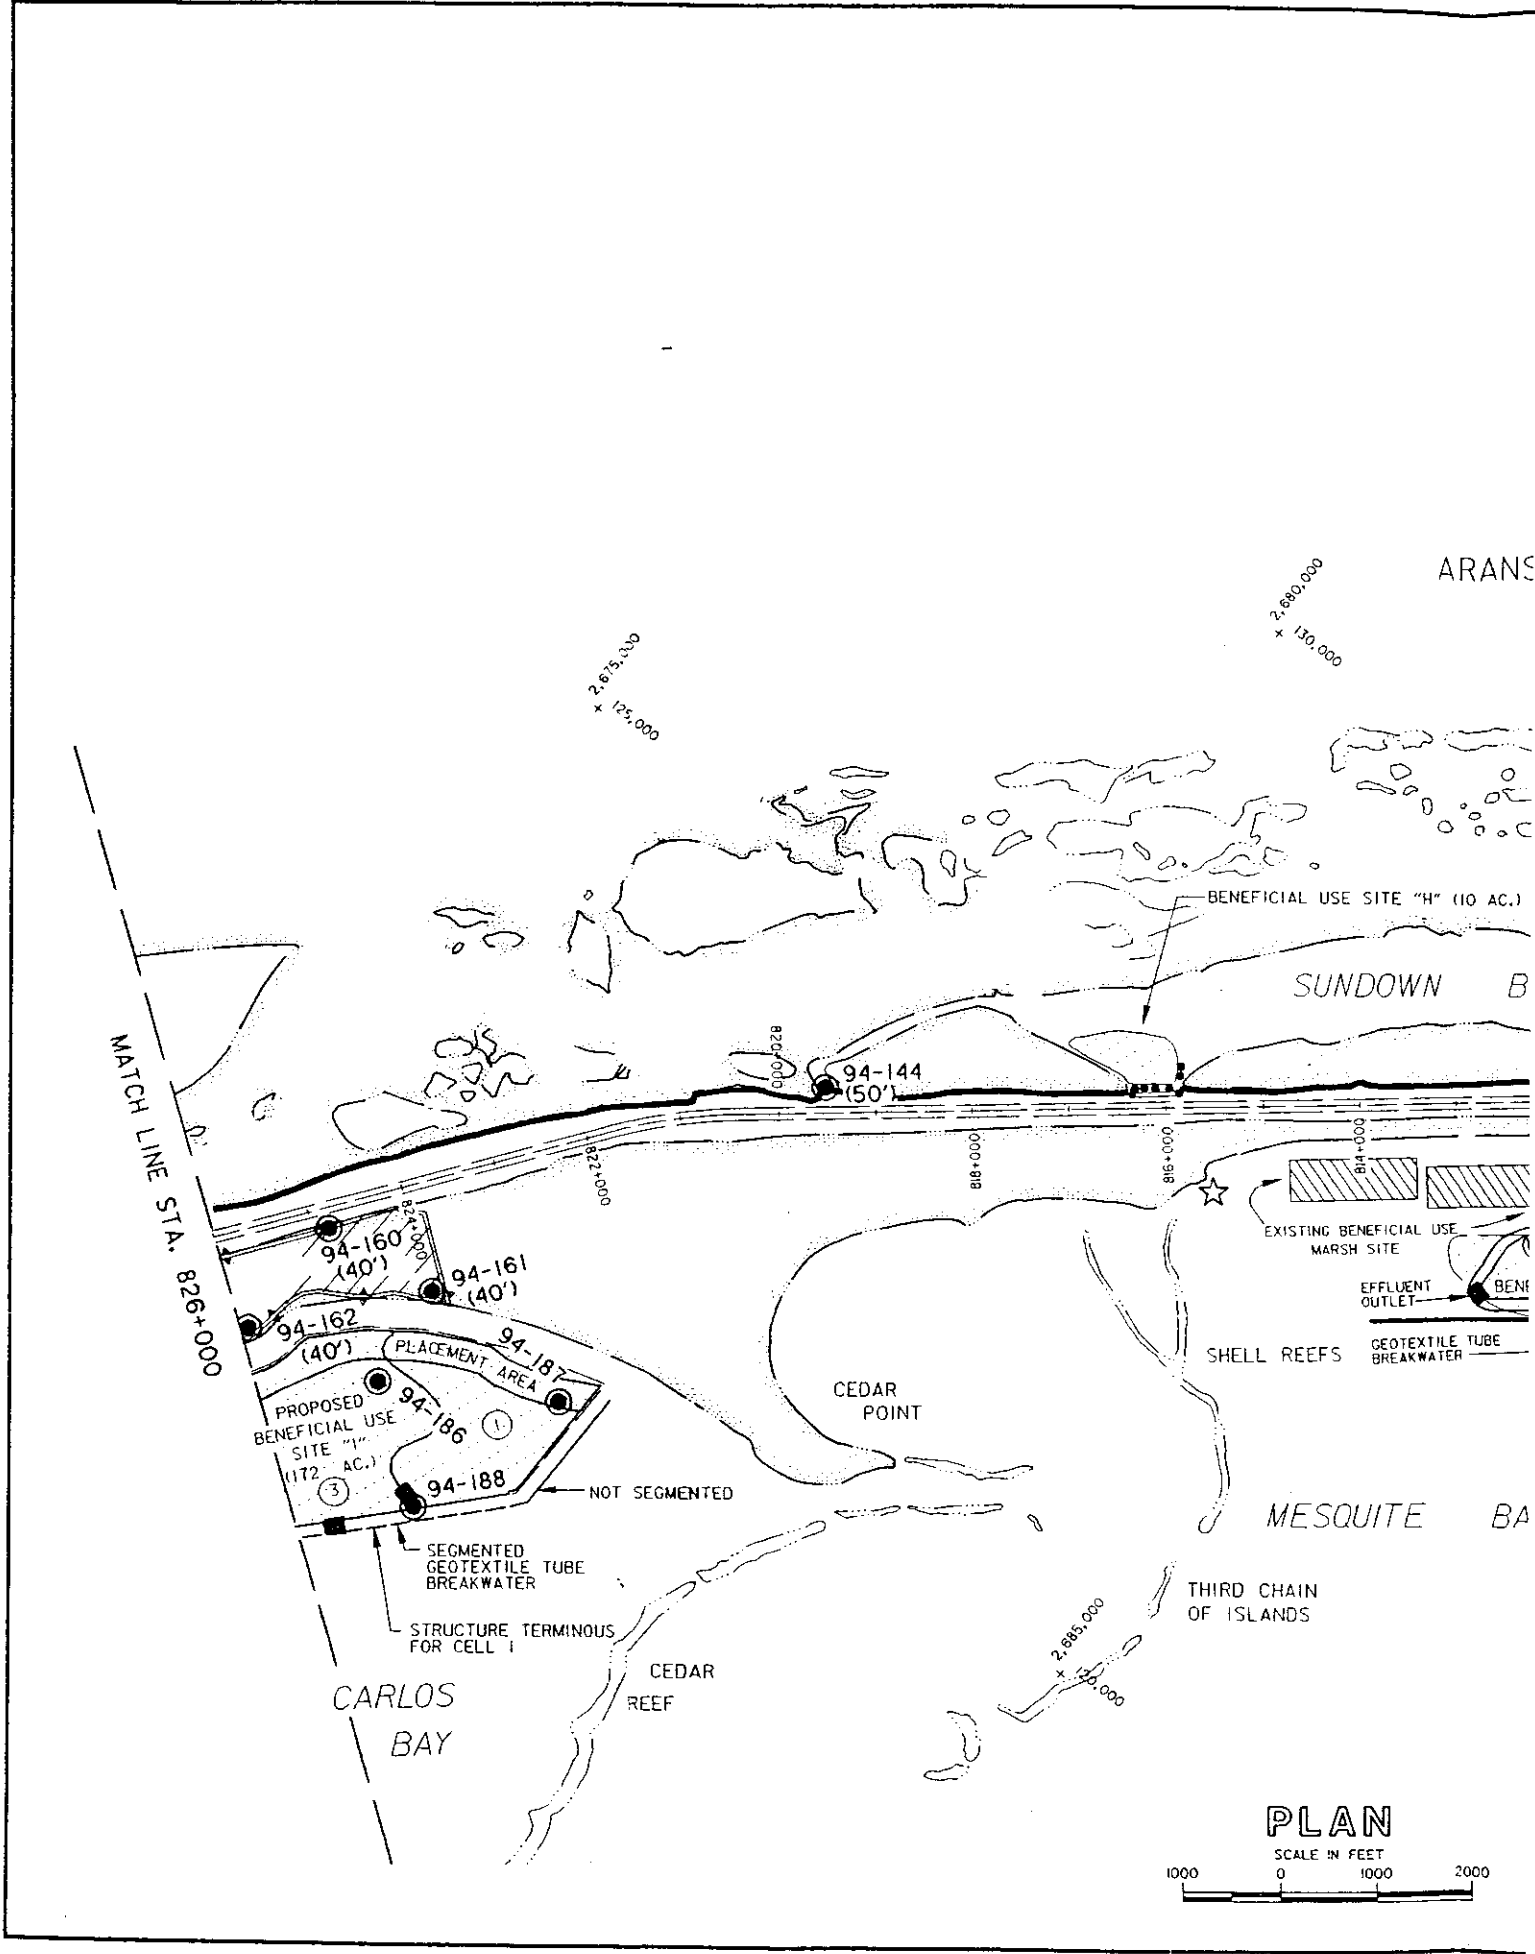 ARANS
2,680,000
130,000
2,675,000
125,000
BENEFICIAL USE SITE "H" (10 AC.)
SUNDOWN B
MATCH LINE STA. 826+000
820+000
94-144
(50')
822+000
818+000
816+000
814+000
824+000
94-160
(40')
94-161
(40')
94-162
(40')
EXISTING BENEFICIAL USE
MARSH SITE
EFFLUENT
OUTLET
BENE
GEOTEXTILE TUBE
BREAKWATER
SHELL REEFS
PLACEMENT AREA
94-187
94-186
PROPOSED
BENEFICIAL USE
SITE "I"
(172 AC.)
1
3
94-188
NOT SEGMENTED
CEDAR
POINT
SEGMENTED
GEOTEXTILE TUBE
BREAKWATER
STRUCTURE TERMINOUS
FOR CELL 1
MESQUITE BA
THIRD CHAIN
OF ISLANDS
2,685,000
120,000
CEDAR
REEF
CARLOS
BAY
PLAN
SCALE IN FEET
1000 0 1000 2000